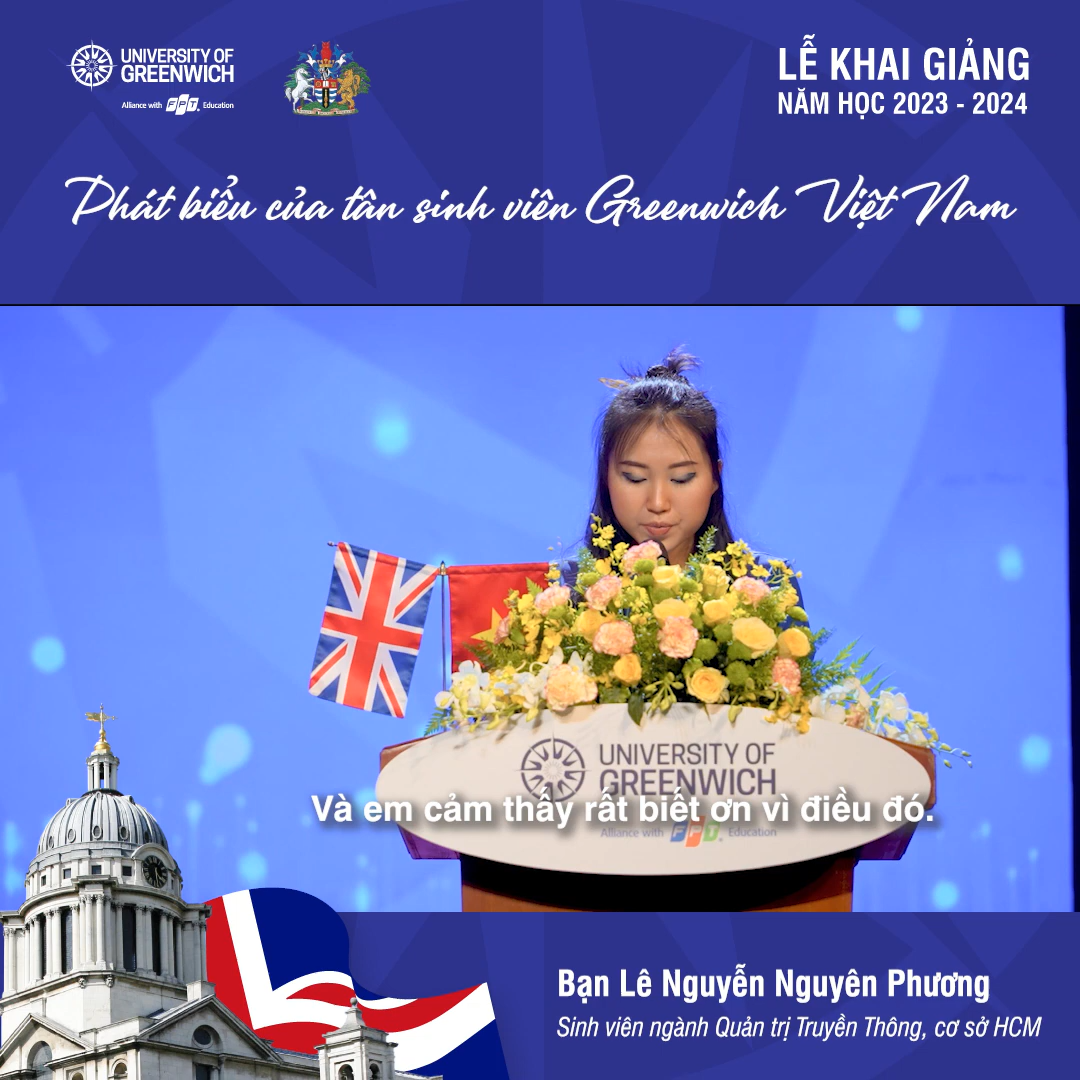 UNIVERSITY OF
GREENWICH
Alliance with FPT Education
LỄ KHAI GIẢNG
NĂM HỌC 2023 - 2024
Phát biểu của tân sinh viên Greenwich Việt Nam
UNIVERSITY OF
GREENWICH
Và em cảm thấy rất biết ơn vì điều đó.
Alliance with FPT Education
Bạn Lê Nguyễn Nguyên Phương
Sinh viên ngành Quản trị Truyền Thông, cơ sở HCM